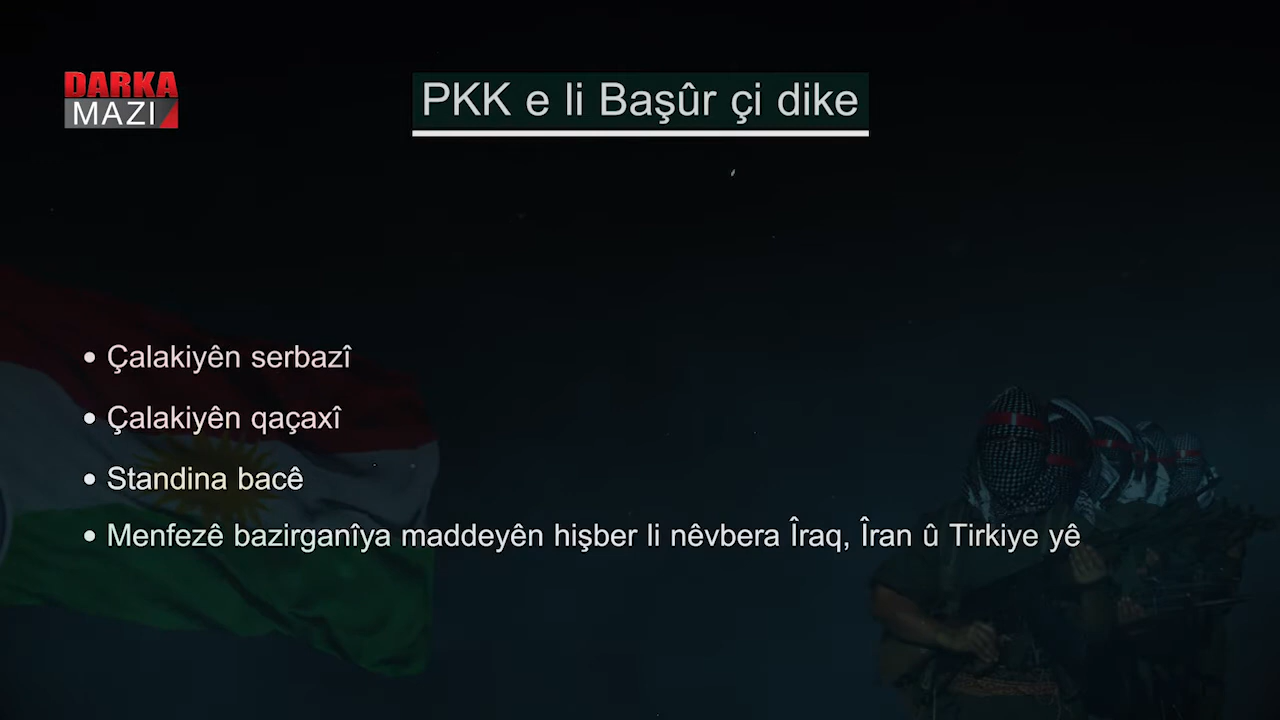 DARKA
MAZI
PKK e li Başûr çi dike
• Çalakiyên serbazî
• Çalakiyên qaçaxî
• Standina bacê
• Menfezê bazirganîya maddeyên hişber li nêvbera Îraq, Îran û Tirkiye yê